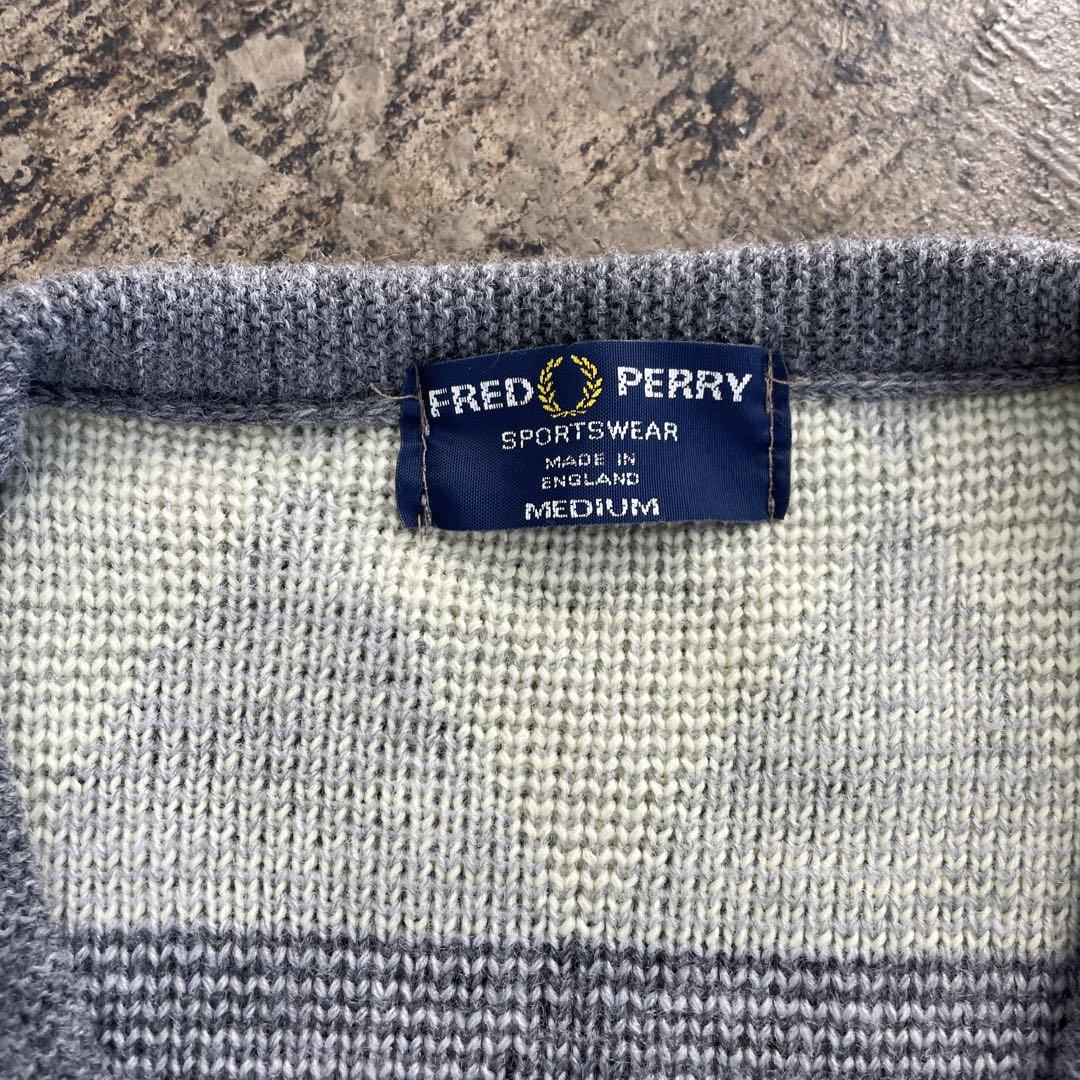 FRED PERRY
SPORTSWEAR
MADE IN
ENGLAND
MEDIUM